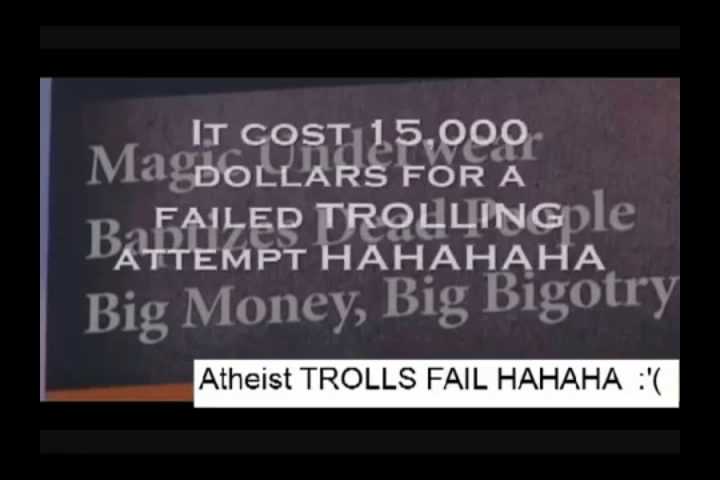 IT COST 15,000
Magic Underwear
DOLLARS FOR A
FAILED TROLLING
Baptizes Dead People
ATTEMPT HAHAHAHA
Big Money, Big Bigotry
Atheist TROLLS FAIL HAHAHA :'(